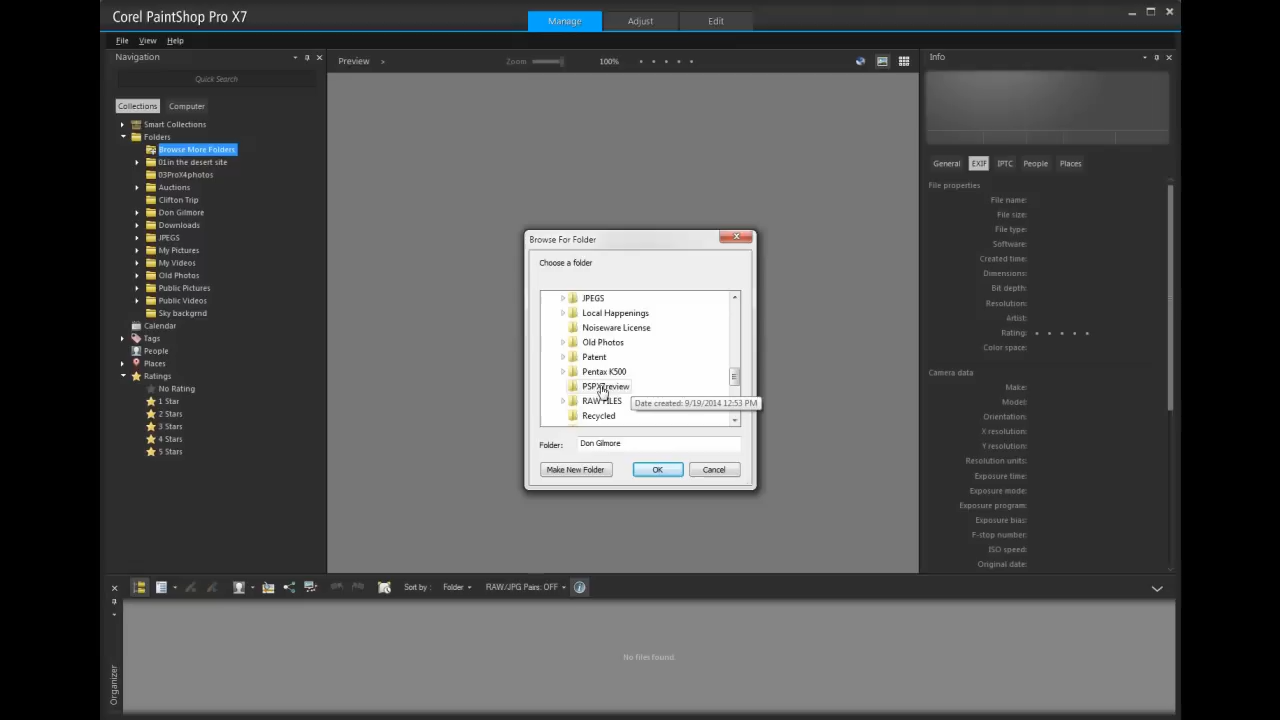 Corel PaintShop Pro X7
Manage
Adjust
Edit
File View Help
Navigation
Quick Search
Collections
Computer
Smart Collections
Folders
Browse More Folders
01in the desert site
03ProX4photos
Auctions
Clifton Trip
Don Gilmore
Downloads
JPEGS
My Pictures
My Videos
Old Photos
Public Pictures
Public Videos
Sky backgrnd
Calendar
Tags
People
Places
Ratings
No Rating
1 Star
2 Stars
3 Stars
4 Stars
5 Stars
Preview >
Zoom
100%
Browse For Folder
Choose a folder
JPEGS
Local Happenings
Noiseware License
Old Photos
Patent
Pentax K500
RAW FILES
Recycled
Date created: 9/19/2014 12:53 PM
Folder: Don Gilmore
Make New Folder
OK
Cancel
Info
General EXIF IPTC People Places
File properties
File name:
File size:
File type:
Software:
Created time:
Dimensions:
Bit depth:
Resolution:
Artist:
Rating:
Color space:
Camera data
Make:
Model:
Orientation:
X resolution:
Y resolution:
Resolution units:
Exposure time:
Exposure mode:
Exposure program:
Exposure bias:
F-stop number:
ISO speed:
Original date:
Sort by: Folder
RAW/JPG Pairs: OFF
Organizer
No files found.